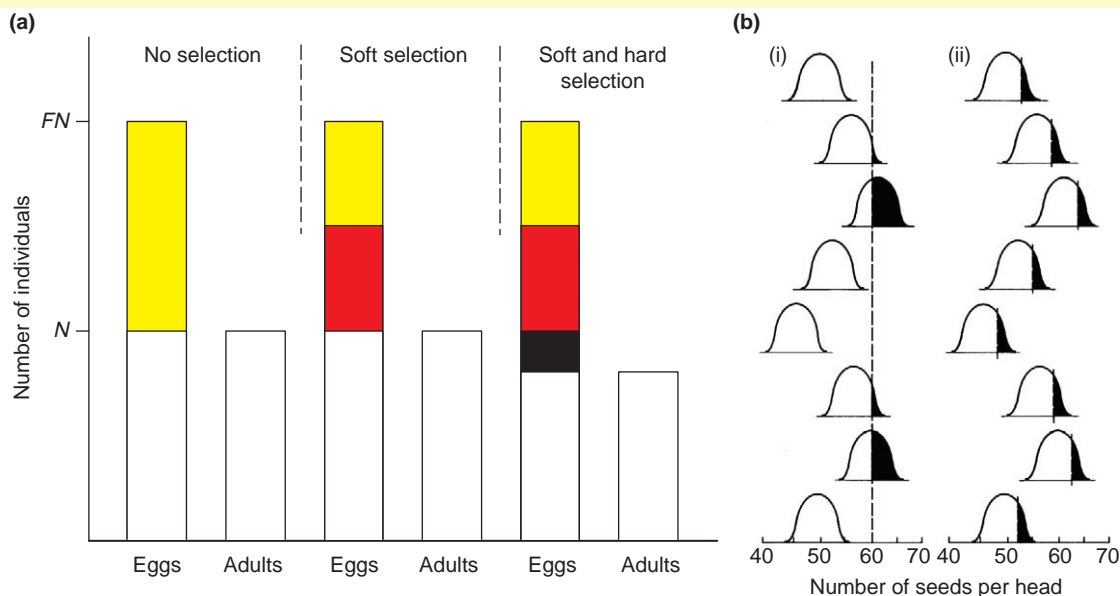 (a)
No selection
Soft selection
Soft and hard
selection
FN
N
Number of individuals
Eggs
Adults
Eggs
Adults
Eggs
Adults
(b)
(i)
(ii)
40 50 60 70
40 50 60 70
Number of seeds per head